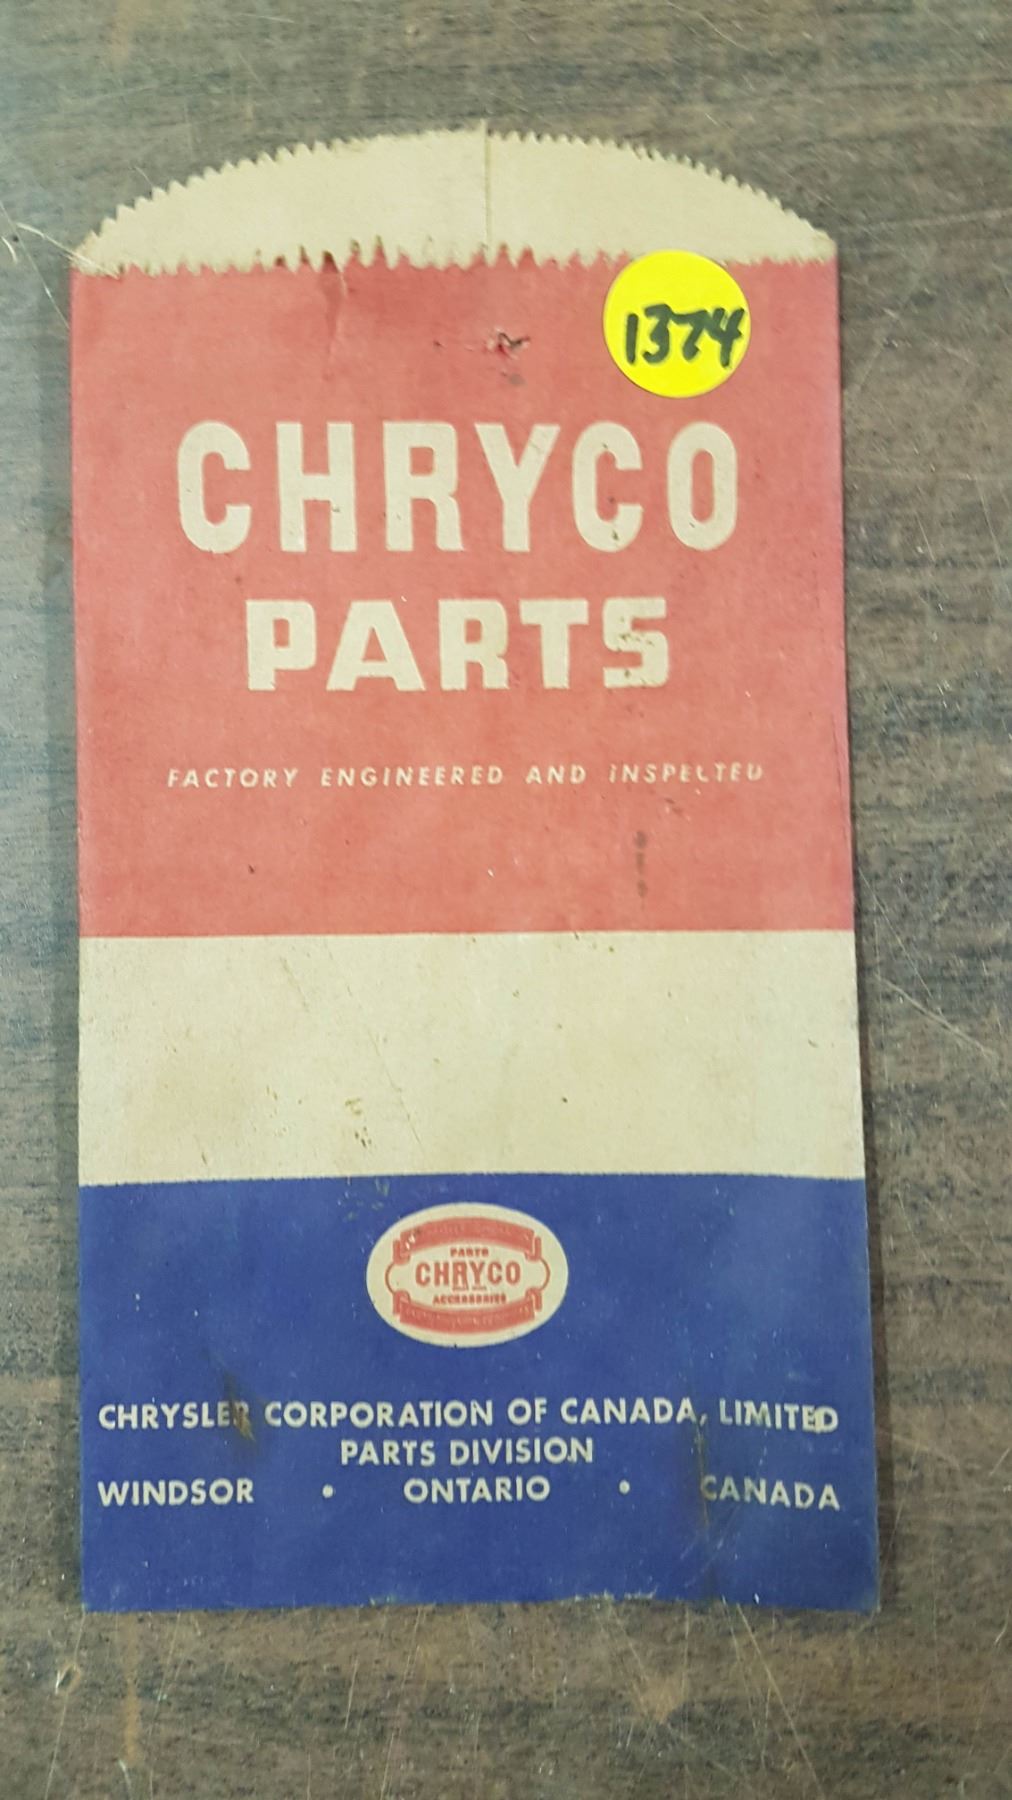 1374
CHRYCO
PARTS
FACTORY ENGINEERED AND INSPECTED
PARTS
CHRYCO
ACCESSORIES
CHRYSLER CORPORATION OF CANADA, LIMITED
PARTS DIVISION
WINDSOR • ONTARIO • CANADA